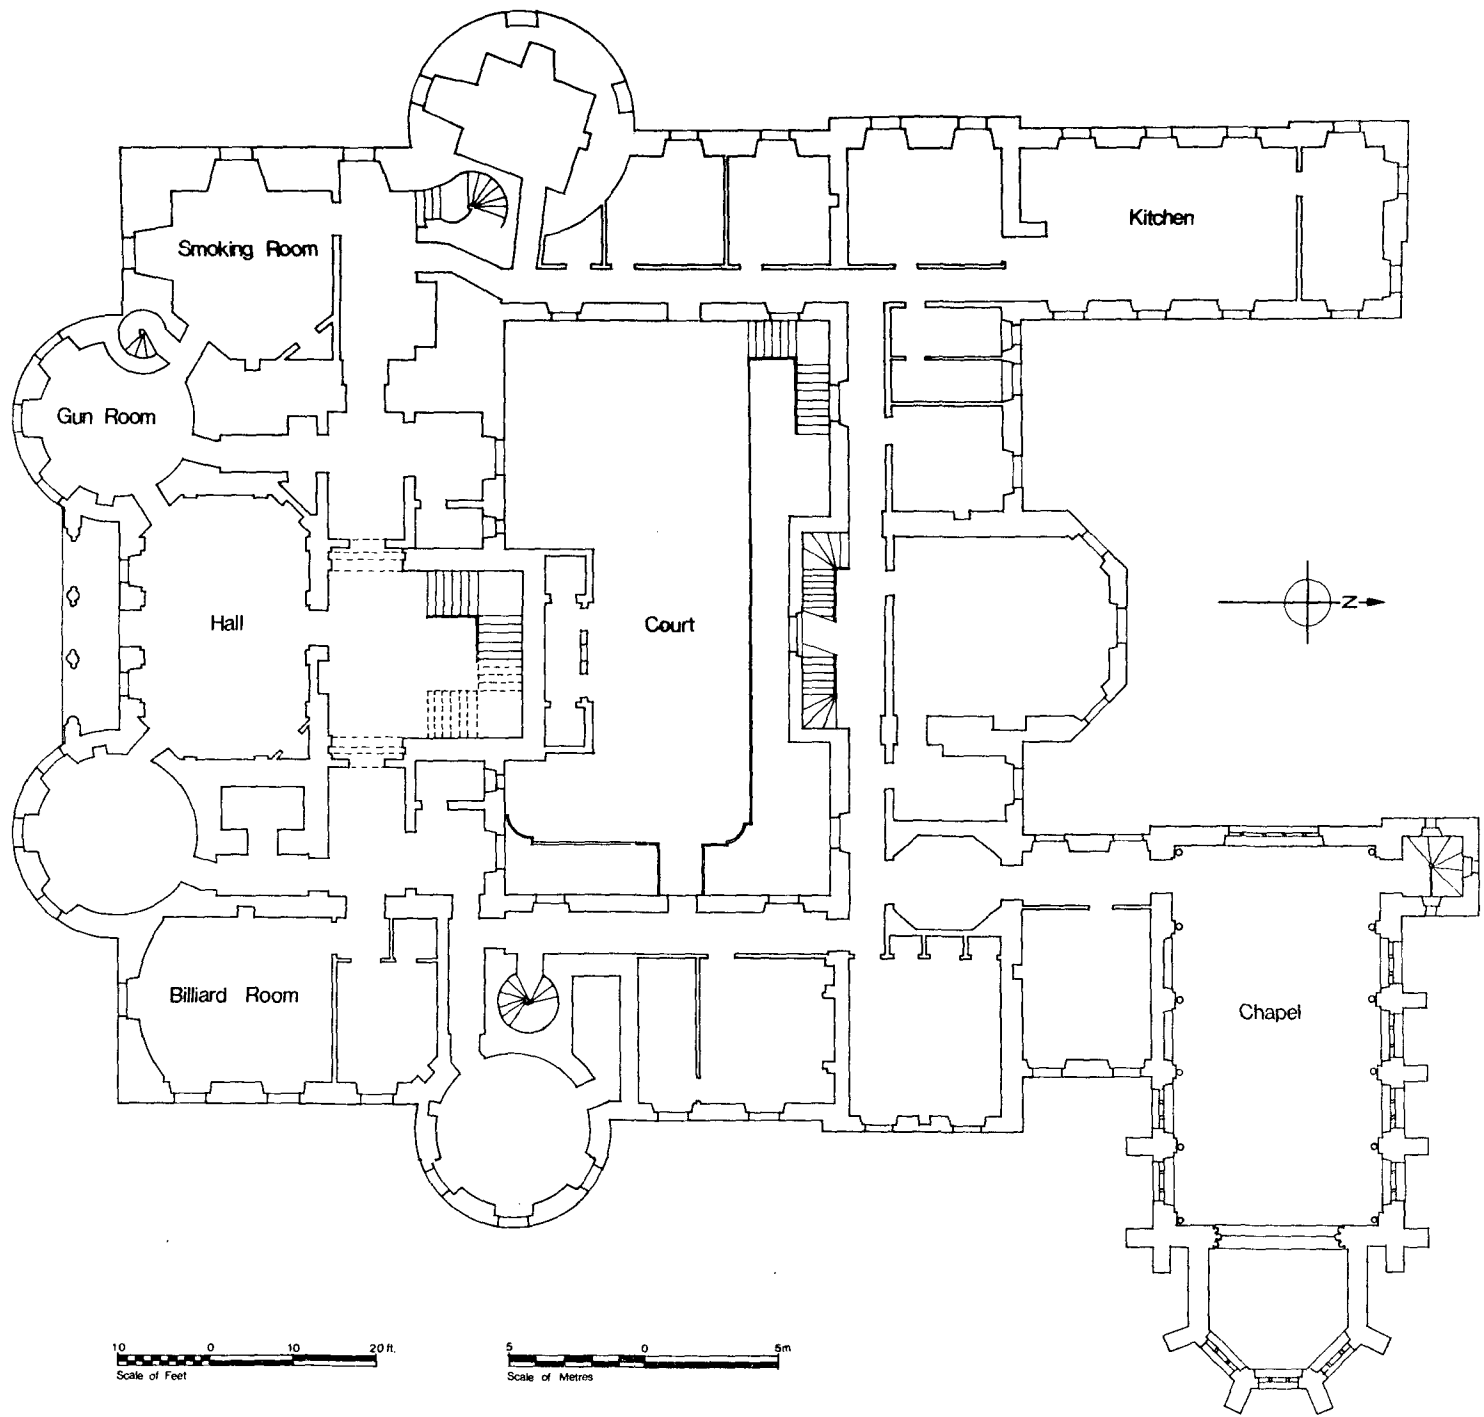 Smoking Room
Kitchen
Gun Room
Hall
Court
N
Billiard Room
Chapel
10 0 10 20 ft.
Scale of Feet
5 0 5m
Scale of Metres